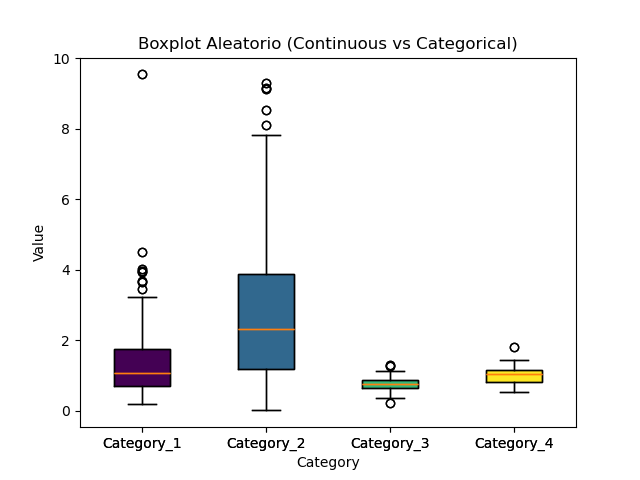 Boxplot Aleatorio (Continuous vs Categorical)
10
8
6
4
2
0
Value
Category_1 Category_2 Category_3 Category_4
Category